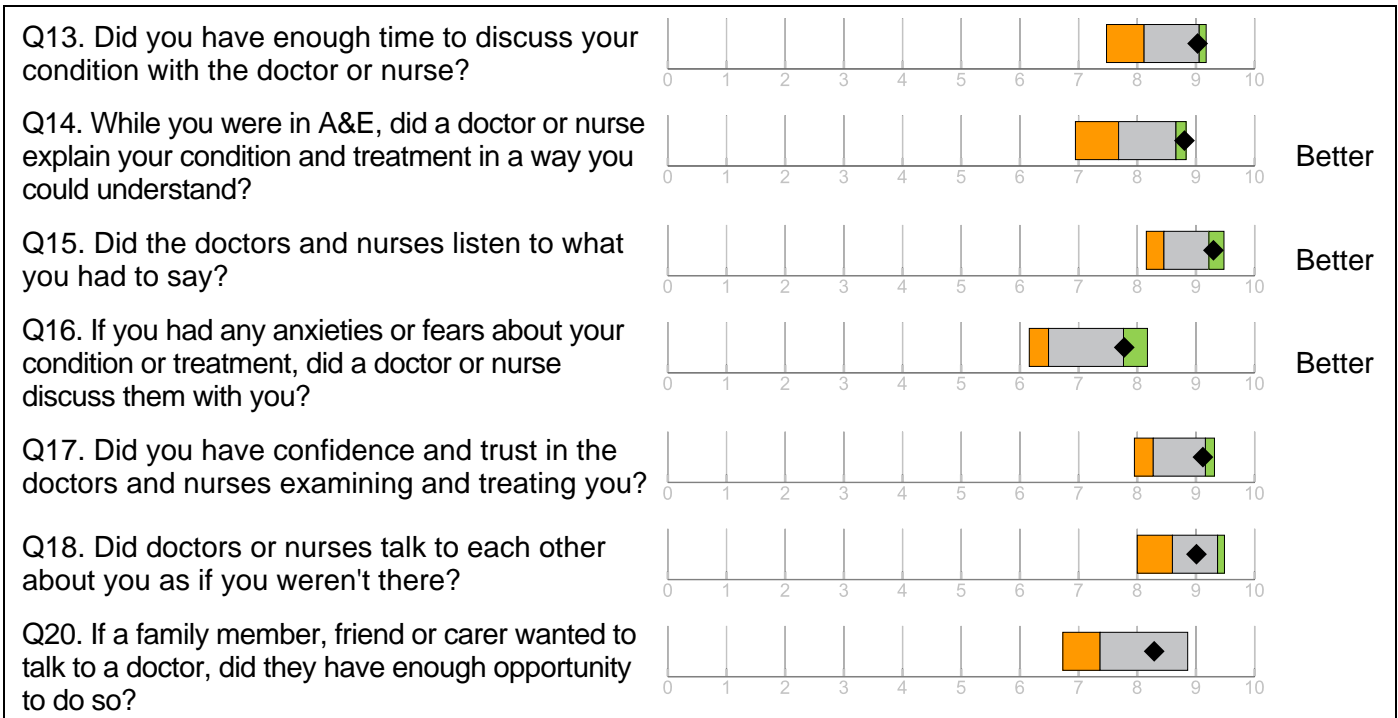 Q13. Did you have enough time to discuss your
condition with the doctor or nurse?
0 1 2 3 4 5 6 7 8 9 10
Q14. While you were in A&E, did a doctor or nurse
explain your condition and treatment in a way you
could understand?
0 1 2 3 4 5 6 7 8 9 10
Better
Q15. Did the doctors and nurses listen to what
you had to say?
0 1 2 3 4 5 6 7 8 9 10
Better
Q16. If you had any anxieties or fears about your
condition or treatment, did a doctor or nurse
discuss them with you?
0 1 2 3 4 5 6 7 8 9 10
Better
Q17. Did you have confidence and trust in the
doctors and nurses examining and treating you?
0 1 2 3 4 5 6 7 8 9 10
Q18. Did doctors or nurses talk to each other
about you as if you weren't there?
0 1 2 3 4 5 6 7 8 9 10
Q20. If a family member, friend or carer wanted to
talk to a doctor, did they have enough opportunity
to do so?
0 1 2 3 4 5 6 7 8 9 10